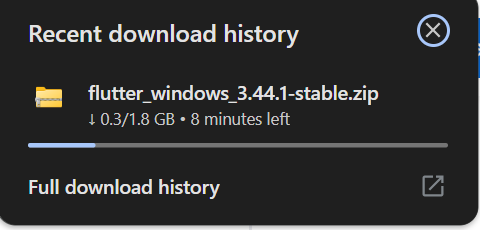 Recent download history
flutter_windows_3.44.1-stable.zip
↓ 0.3/1.8 GB • 8 minutes left
Full download history